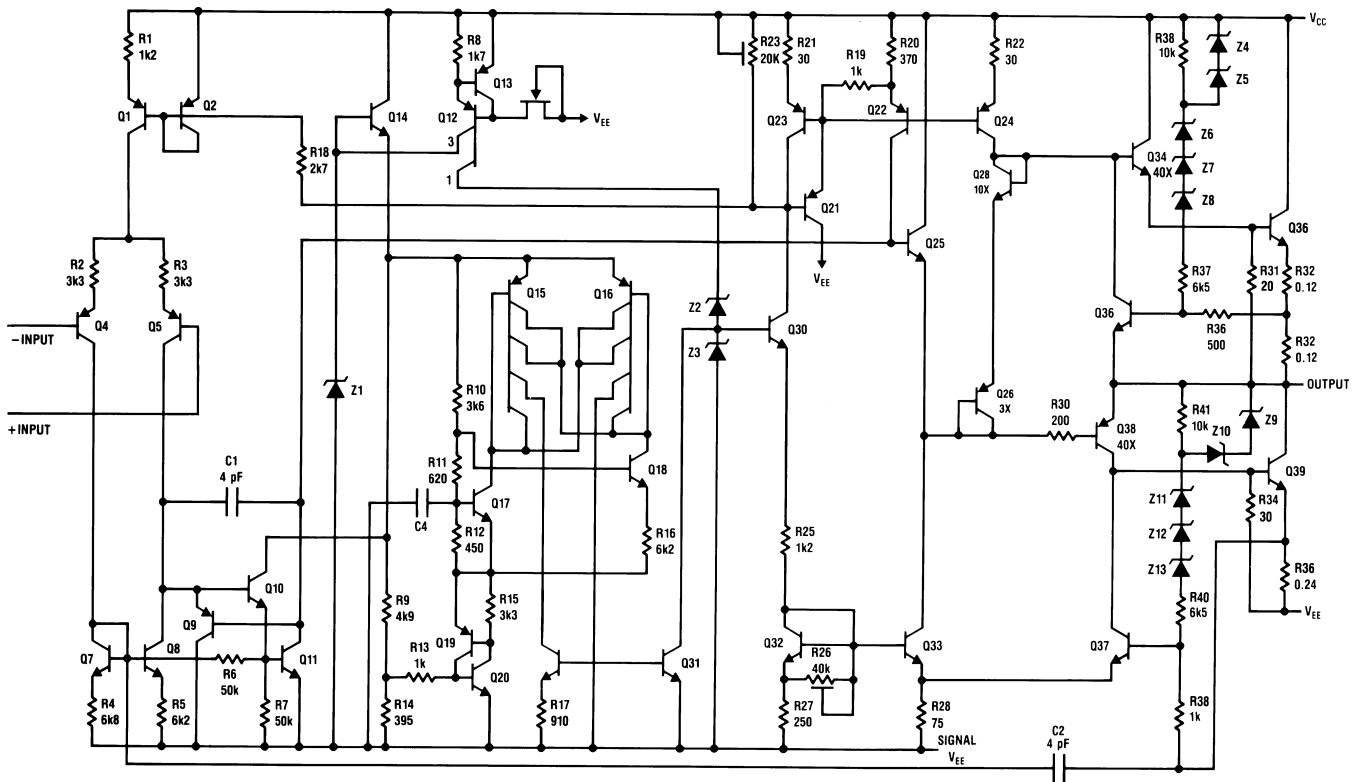 VCC
R1
1k2
Q1
Q2
R18
2k7
Q14
R8
1k7
Q13
Q12
3
1
VEE
R23
20K
R21
30
R19
1k
R20
370
R22
30
Q23
Q22
Q24
Q21
VEE
Q25
Q28
10X
Q34
40X
R38
10k
Z4
Z5
Z6
Z7
Z8
Q36
R37
6k5
R31
20
R32
0.12
R36
500
R32
0.12
Q36
OUTPUT
R2
3k3
R3
3k3
Q4
Q5
−INPUT
+INPUT
Z1
Q15
Q16
Z2
Z3
Q30
R10
3k6
R11
620
Q17
Q18
C4
R12
450
R16
6k2
C1
4 pF
Q26
3X
R30
200
Q38
40X
R41
10k
Z10
Z9
Q39
Z11
Z12
Z13
R34
30
R36
0.24
VEE
R40
6k5
R25
1k2
Q10
Q9
R9
4k9
R15
3k3
Q19
R13
1k
Q20
Q7
Q8
R6
50k
Q11
R4
6k8
R5
6k2
R7
50k
R14
395
R17
910
Q31
Q32
R26
40k
R27
250
Q33
R28
75
Q37
R38
1k
SIGNAL
VEE
C2
4 pF